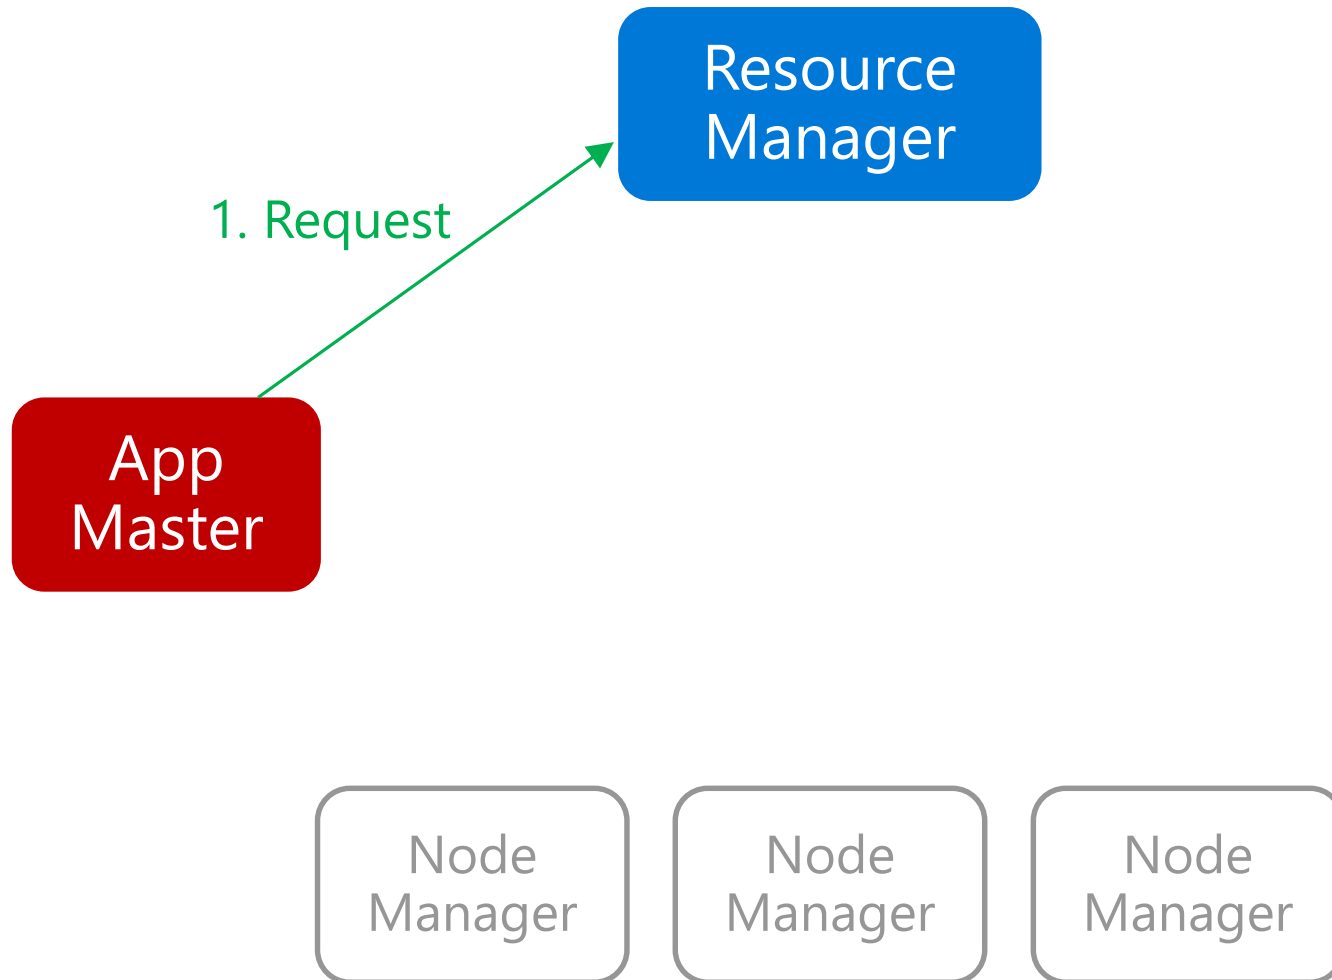 Resource
Manager
1. Request
App
Master
Node
Manager
Node
Manager
Node
Manager